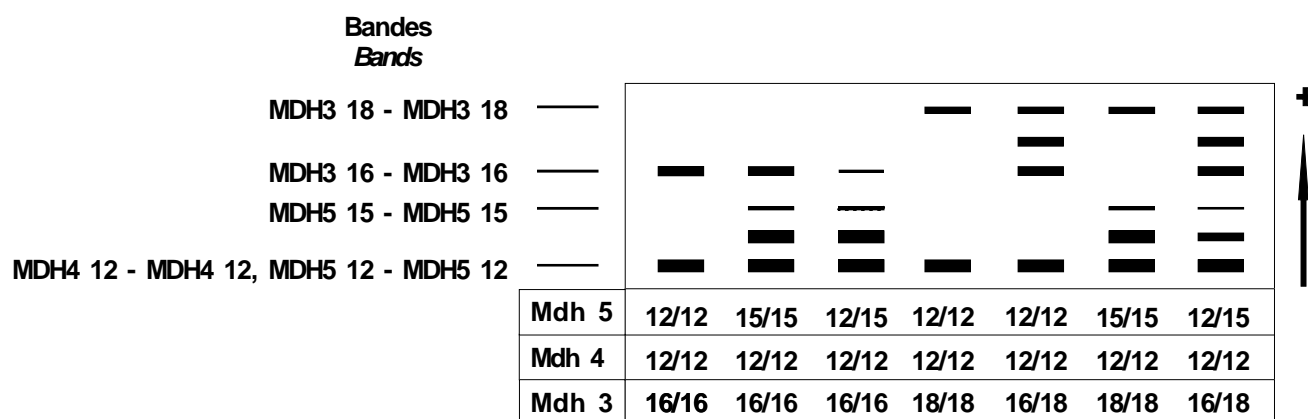 Bandes
Bands
MDH3 18 - MDH3 18
+
MDH3 16 - MDH3 16
MDH5 15 - MDH5 15
MDH4 12 - MDH4 12, MDH5 12 - MDH5 12
Mdh 5 12/12 15/15 12/15 12/12 12/12 15/15 12/15
Mdh 4 12/12 12/12 12/12 12/12 12/12 12/12 12/12
Mdh 3 16/16 16/16 16/16 18/18 16/18 18/18 16/18